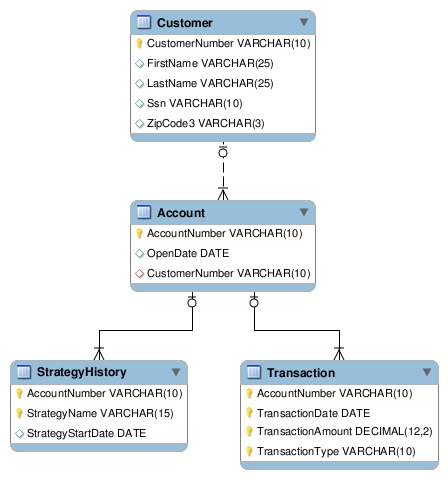 Customer
CustomerNumber VARCHAR(10)
FirstName VARCHAR(25)
LastName VARCHAR(25)
Ssn VARCHAR(10)
ZipCode3 VARCHAR(3)
Account
AccountNumber VARCHAR(10)
OpenDate DATE
CustomerNumber VARCHAR(10)
StrategyHistory
AccountNumber VARCHAR(10)
StrategyName VARCHAR(15)
StrategyStartDate DATE
Transaction
AccountNumber VARCHAR(10)
TransactionDate DATE
TransactionAmount DECIMAL(12,2)
TransactionType VARCHAR(10)